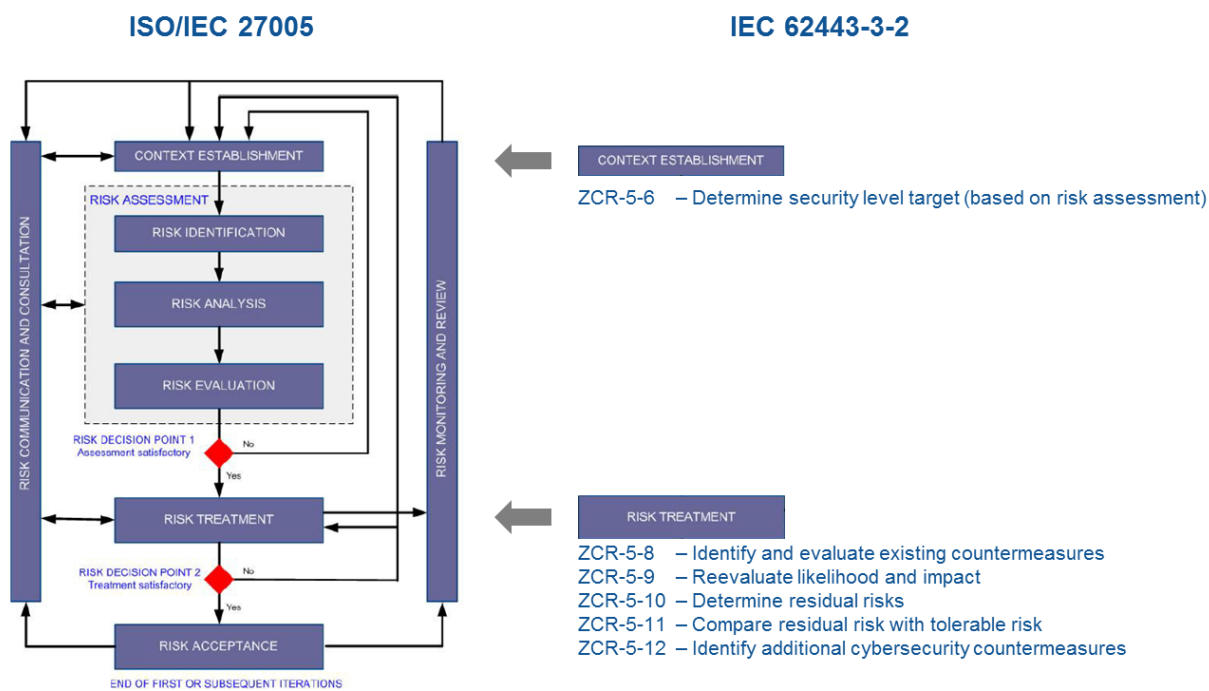 ISO/IEC 27005
IEC 62443-3-2
CONTEXT ESTABLISHMENT
RISK ASSESSMENT
RISK IDENTIFICATION
RISK ANALYSIS
RISK EVALUATION
RISK COMMUNICATION AND CONSULTATION
RISK MONITORING AND REVIEW
RISK DECISION POINT 1
Assessment satisfactory
No
Yes
RISK TREATMENT
RISK DECISION POINT 2
Treatment satisfactory
No
Yes
RISK ACCEPTANCE
END OF FIRST OR SUBSEQUENT ITERATIONS
CONTEXT ESTABLISHMENT
ZCR-5-6 – Determine security level target (based on risk assessment)
RISK TREATMENT
ZCR-5-8 – Identify and evaluate existing countermeasures
ZCR-5-9 – Reevaluate likelihood and impact
ZCR-5-10 – Determine residual risks
ZCR-5-11 – Compare residual risk with tolerable risk
ZCR-5-12 – Identify additional cybersecurity countermeasures